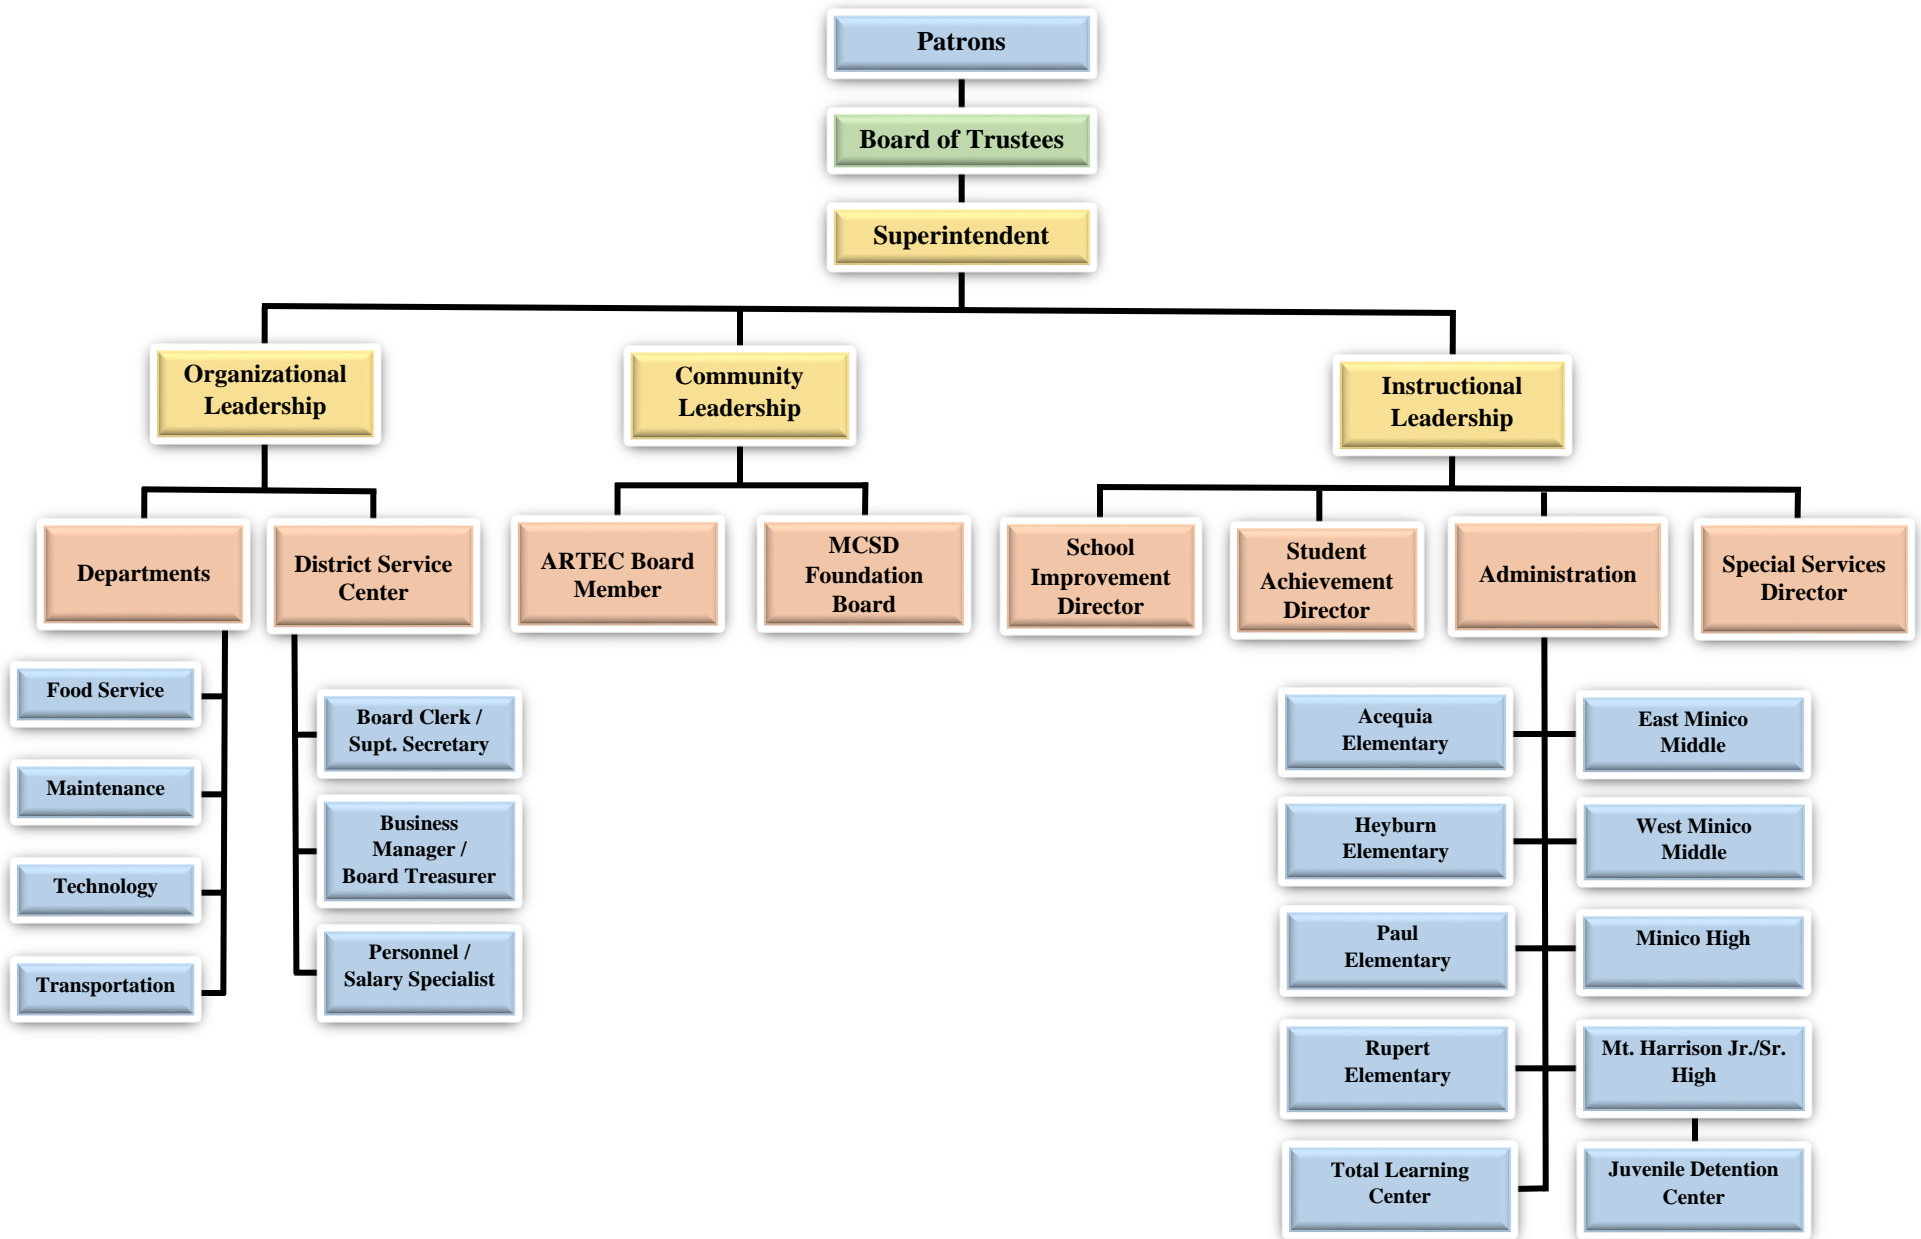 Patrons
Board of Trustees
Superintendent
Organizational
Leadership
Community
Leadership
Instructional
Leadership
Departments
District Service
Center
ARTEC Board
Member
MCSD
Foundation
Board
School
Improvement
Director
Student
Achievement
Director
Administration
Special Services
Director
Food Service
Maintenance
Technology
Transportation
Board Clerk /
Supt. Secretary
Business
Manager /
Board Treasurer
Personnel /
Salary Specialist
Acequia
Elementary
East Minico
Middle
Heyburn
Elementary
West Minico
Middle
Paul
Elementary
Minico High
Rupert
Elementary
Mt. Harrison Jr./Sr.
High
Total Learning
Center
Juvenile Detention
Center